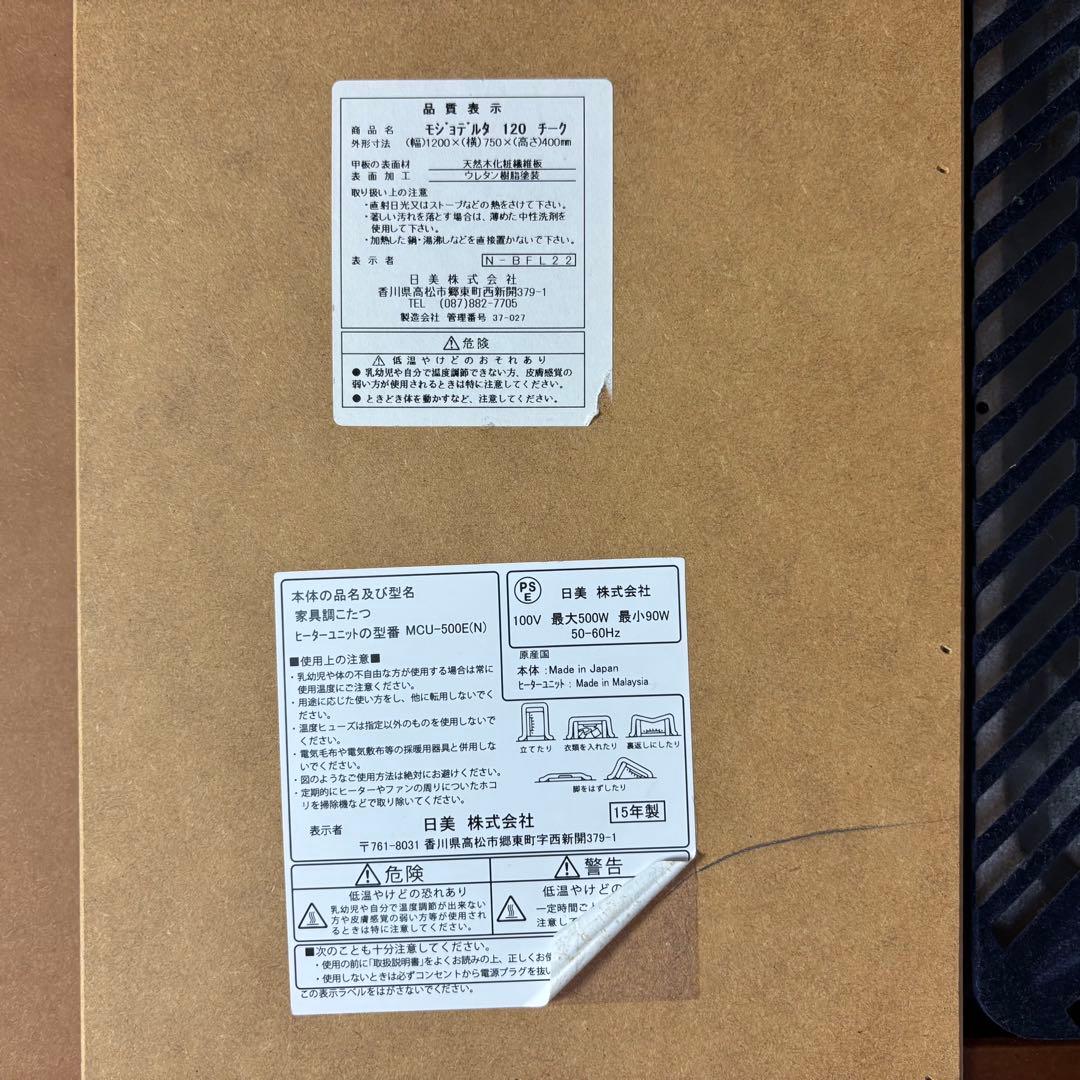 品質表示
商品名 モジョデルタ 120 チーク
外形寸法 (幅)1200×(横)750×(高さ)400mm
甲板の表面材 天然木化粧繊維板
表面加工 ウレタン樹脂塗装
取り扱い上の注意
・直射日光又はストーブなどの熱をさけて下さい。
・著しい汚れを落とす場合は、薄めた中性洗剤を
使用して下さい。
・加熱した鍋・湯沸しなどを直接置かないで下さい。
表示者 N-BFL22
日美株式会社
香川県高松市郷東町西新開379-1
TEL (087)882-7705
製造会社 管理番号 37-027
⚠危険
⚠ 低温やけどのおそれあり
● 乳幼児や自分で温度調節できない方、皮膚感覚の
弱い方が使用されるときは特に注意してください。
● ときどき体を動かすなど、注意してください。
本体の品名及び型名
家具調こたつ
ヒーターユニットの型番 MCU-500E(N)
■使用上の注意■
・乳幼児や体の不自由な方が使用する場合は常に
使用温度にご注意ください。
・用途に応じた使い方をし、他に転用しないでく
ださい。
・温度ヒューズは指定以外のものを使用しないで
ください。
・電気毛布や電気敷布等の採暖用器具と併用しな
いでください。
・図のようなご使用方法は絶対にお避けください。
・定期的にヒーターやファンの周りについたホコ
リを掃除機などで取り除いてください。
PS
E
日美 株式会社
100V 最大500W 最小90W
50-60Hz
原産国
本体 : Made in Japan
ヒーターユニット : Made in Malaysia
立てたり 衣類を入れたり 裏返しにしたり
脚をはずしたり
15年製
表示者 日美 株式会社
〒761-8031 香川県高松市郷東町字西新開379-1
⚠危険
低温やけどの恐れあり
乳幼児や自分で温度調節が出来ない
方や皮膚感覚の弱い方等が使用され
るときは特に注意してください。
⚠警告
低温やけどの
一定時間ごと
注意して
■次のことも十分注意してください。
・使用の前に「取扱説明書」をよくお読みの上、正しくお使
・使用しないときは必ずコンセントから電源プラグを抜い
この表示ラベルをはがさないでください。